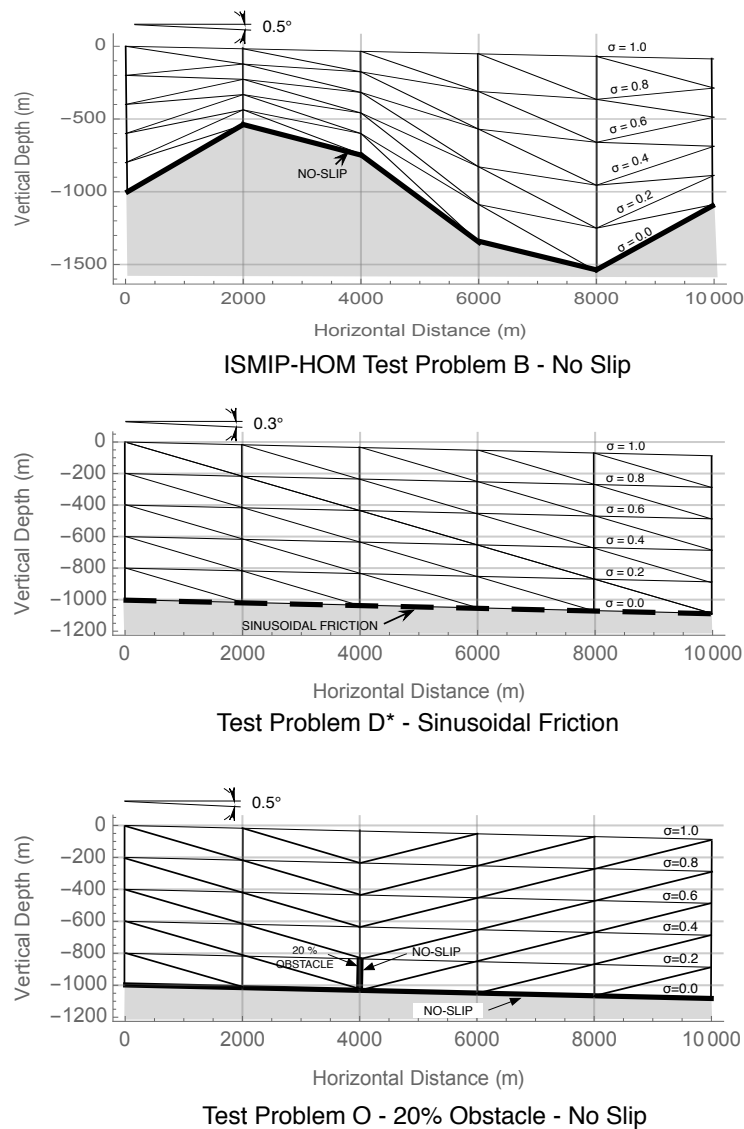 0.5°
0
−500
−1000
−1500
Vertical Depth (m)
σ = 1.0
σ = 0.8
σ = 0.6
σ = 0.4
σ = 0.2
σ = 0.0
NO-SLIP
0 2000 4000 6000 8000 10 000
Horizontal Distance (m)
ISMIP-HOM Test Problem B - No Slip
0.3°
0
−200
−400
−600
−800
−1000
−1200
Vertical Depth (m)
σ = 1.0
σ = 0.8
σ = 0.6
σ = 0.4
σ = 0.2
σ = 0.0
SINUSOIDAL FRICTION
0 2000 4000 6000 8000 10 000
Horizontal Distance (m)
Test Problem D* - Sinusoidal Friction
0.5°
0
−200
−400
−600
−800
−1000
−1200
Vertical Depth (m)
σ=1.0
σ=0.8
σ=0.6
σ=0.4
σ=0.2
σ=0.0
20 %
OBSTACLE
NO-SLIP
NO-SLIP
0 2000 4000 6000 8000 10 000
Horizontal Distance (m)
Test Problem O - 20% Obstacle - No Slip